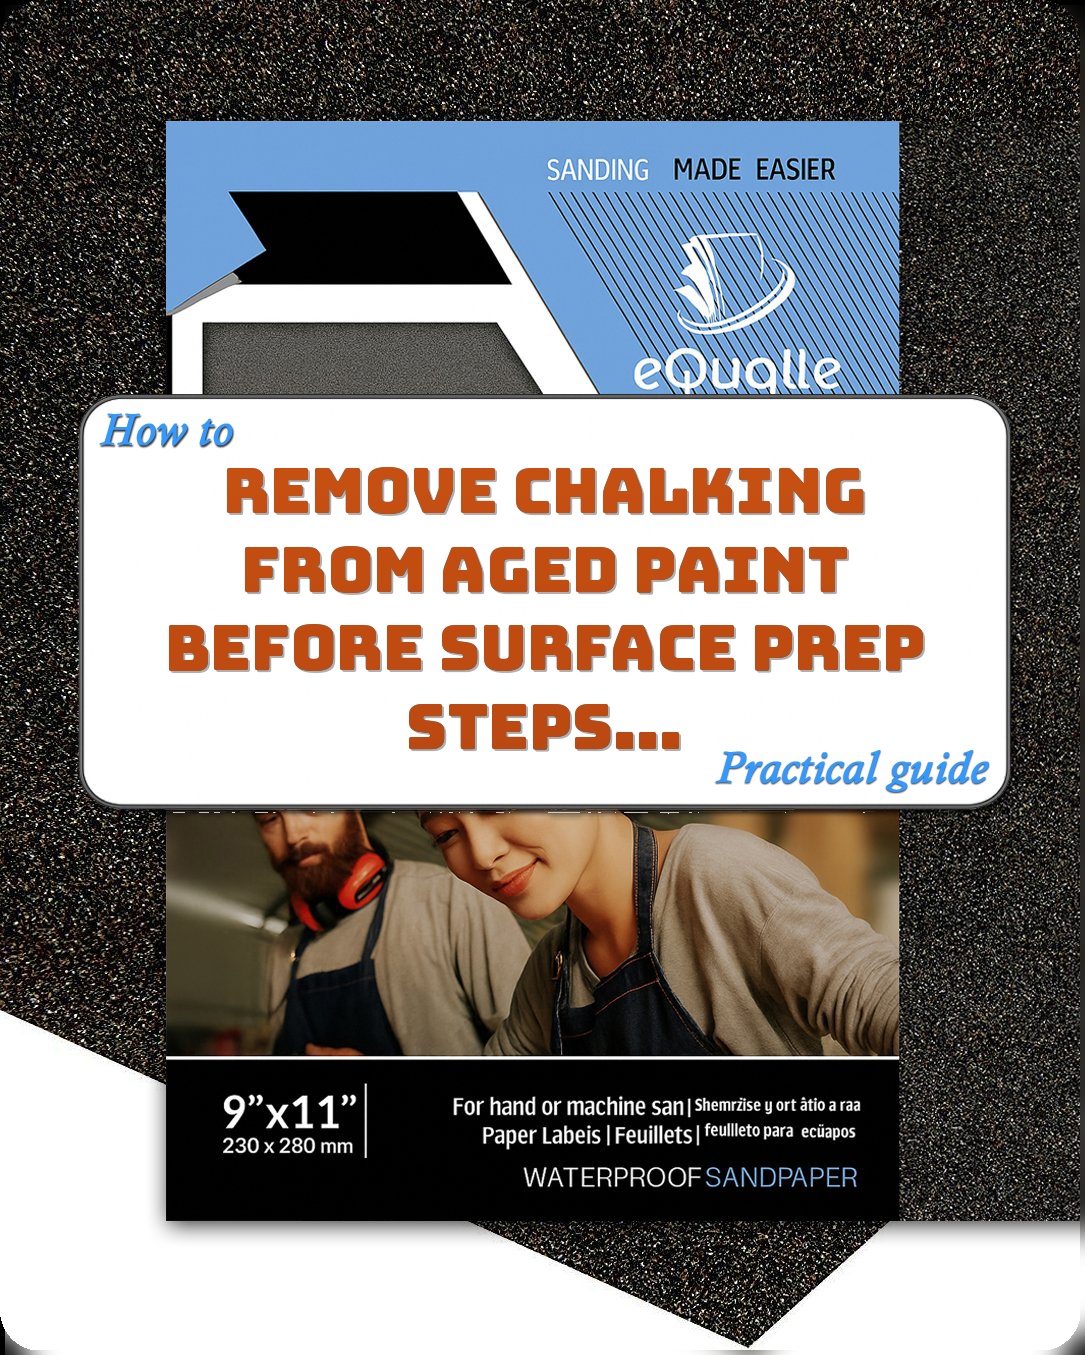 SANDING MADE EASIER
eQualle
How to
REMOVE CHALKING
FROM AGED PAINT
BEFORE SURFACE PREP
STEPS...
Practical guide
9”x11”
230 x 280 mm
For hand or machine san| Shemržise y ort âtio a raa
Paper Labeis | Feuillets| feullleto para ecüapos
WATERPROOF SANDPAPER